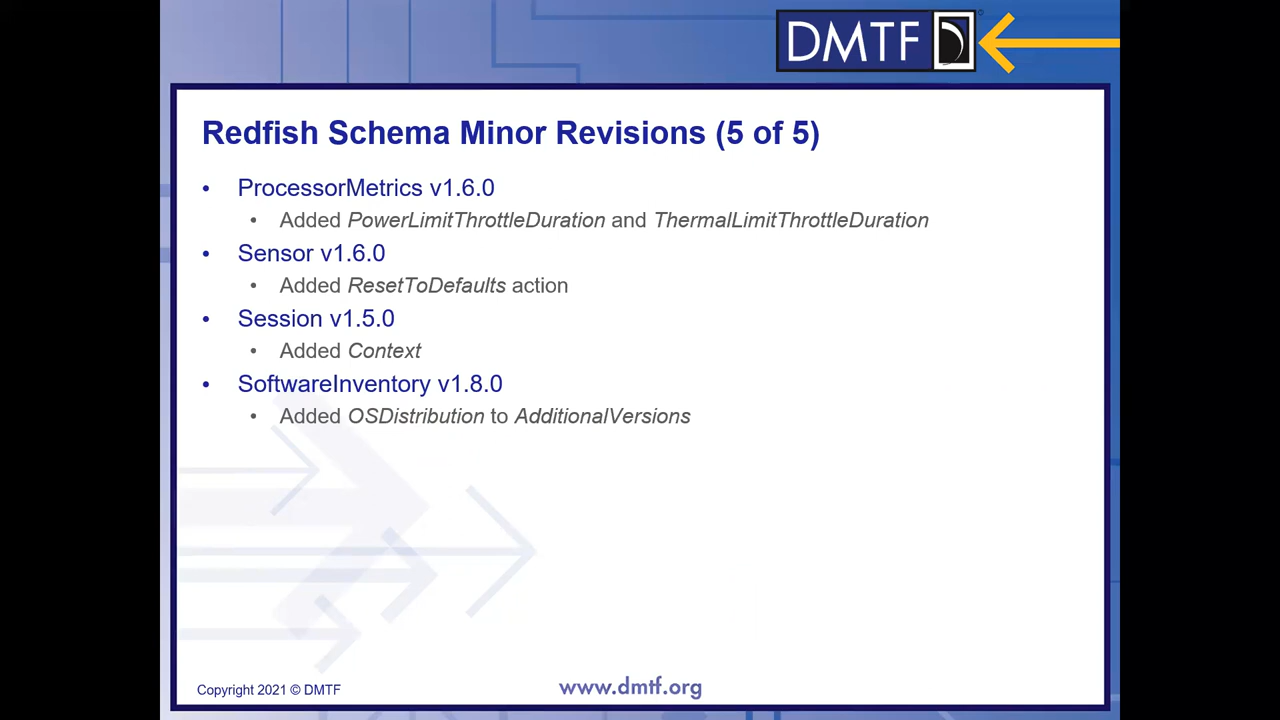 DMTF
Redfish Schema Minor Revisions (5 of 5)
• ProcessorMetrics v1.6.0
• Added PowerLimitThrottleDuration and ThermalLimitThrottleDuration
• Sensor v1.6.0
• Added ResetToDefaults action
• Session v1.5.0
• Added Context
• SoftwareInventory v1.8.0
• Added OSDistribution to AdditionalVersions
Copyright 2021 © DMTF
www.dmtf.org